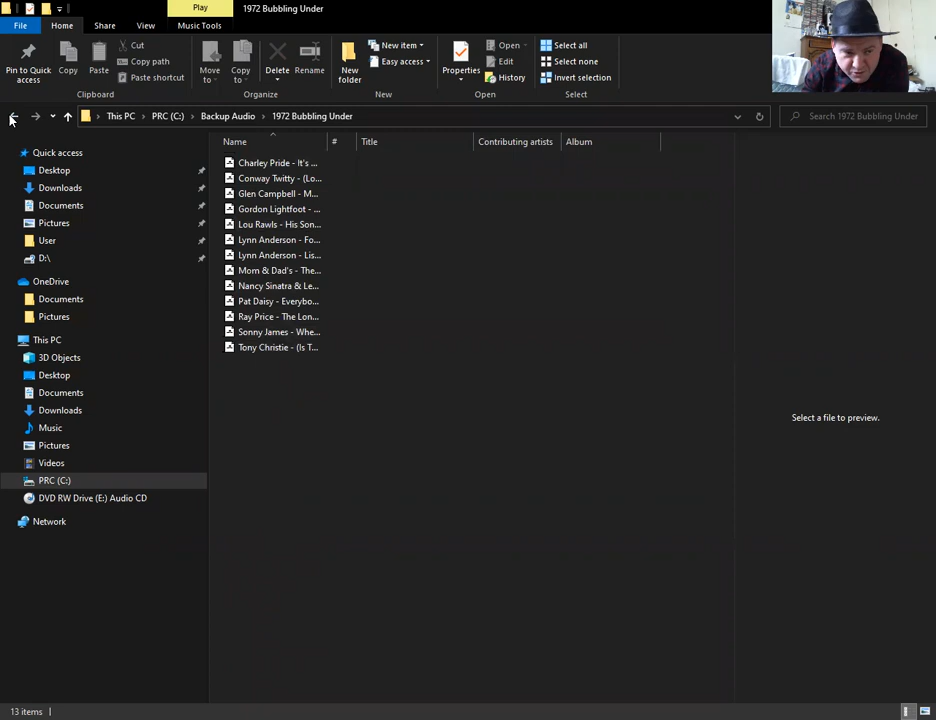 Play
1972 Bubbling Under
File
Home
Share
View
Music Tools
Pin to Quick access
Copy
Paste
Cut
Copy path
Paste shortcut
Clipboard
Move to
Copy to
Delete
Rename
Organize
New folder
New item
Easy access
New
Properties
Open
Edit
History
Open
Select all
Select none
Invert selection
Select
This PC > PRC (C:) > Backup Audio > 1972 Bubbling Under
Search 1972 Bubbling Under
Name # Title Contributing artists Album
Quick access
Desktop
Downloads
Documents
Pictures
User
D:\
OneDrive
Documents
Pictures
This PC
3D Objects
Desktop
Documents
Downloads
Music
Pictures
Videos
PRC (C:)
DVD RW Drive (E:) Audio CD
Network
Charley Pride - It's ...
Conway Twitty - (Lo...
Glen Campbell - M...
Gordon Lightfoot - ...
Lou Rawls - His Son...
Lynn Anderson - Fo...
Lynn Anderson - Lis...
Mom & Dad's - The...
Nancy Sinatra & Le...
Pat Daisy - Everybo...
Ray Price - The Lon...
Sonny James - Whe...
Tony Christie - (Is T...
Select a file to preview.
13 items